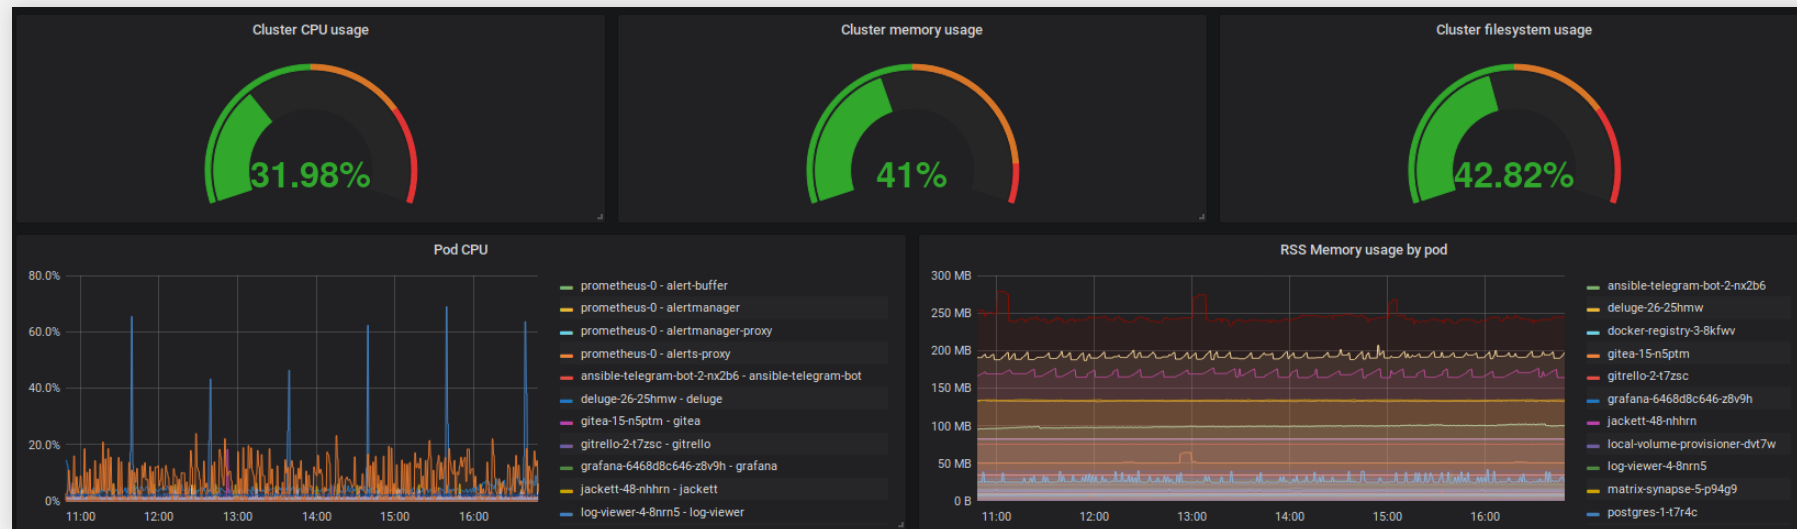 Cluster CPU usage
31.98%
Cluster memory usage
41%
Cluster filesystem usage
42.82%
Pod CPU
80.0%
60.0%
40.0%
20.0%
0%
11:00
12:00
13:00
14:00
15:00
16:00
prometheus-0 - alert-buffer
prometheus-0 - alertmanager
prometheus-0 - alertmanager-proxy
prometheus-0 - alerts-proxy
ansible-telegram-bot-2-nx2b6 - ansible-telegram-bot
deluge-26-25hmw - deluge
gitea-15-n5ptm - gitea
gitrello-2-t7zsc - gitrello
grafana-6468d8c646-z8v9h - grafana
jackett-48-nhhrn - jackett
log-viewer-4-8nrn5 - log-viewer
RSS Memory usage by pod
300 MB
250 MB
200 MB
150 MB
100 MB
50 MB
0 B
11:00
12:00
13:00
14:00
15:00
16:00
ansible-telegram-bot-2-nx2b6
deluge-26-25hmw
docker-registry-3-8kfwv
gitea-15-n5ptm
gitrello-2-t7zsc
grafana-6468d8c646-z8v9h
jackett-48-nhhrn
local-volume-provisioner-dvt7w
log-viewer-4-8nrn5
matrix-synapse-5-p94g9
postgres-1-t7r4c